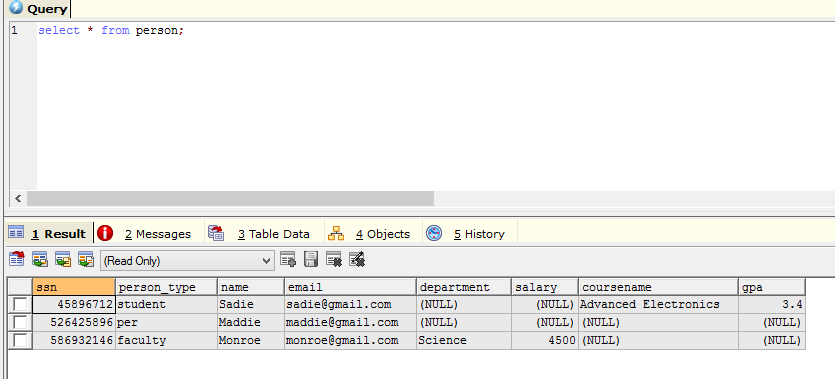 Query
1 select * from person;
1 Result 2 Messages 3 Table Data 4 Objects 5 History
(Read Only)
ssn person_type name email department salary coursename gpa
45896712 student Sadie sadie@gmail.com (NULL) (NULL) Advanced Electronics 3.4
526425896 per Maddie maddie@gmail.com (NULL) (NULL) (NULL) (NULL)
586932146 faculty Monroe monroe@gmail.com Science 4500 (NULL) (NULL)